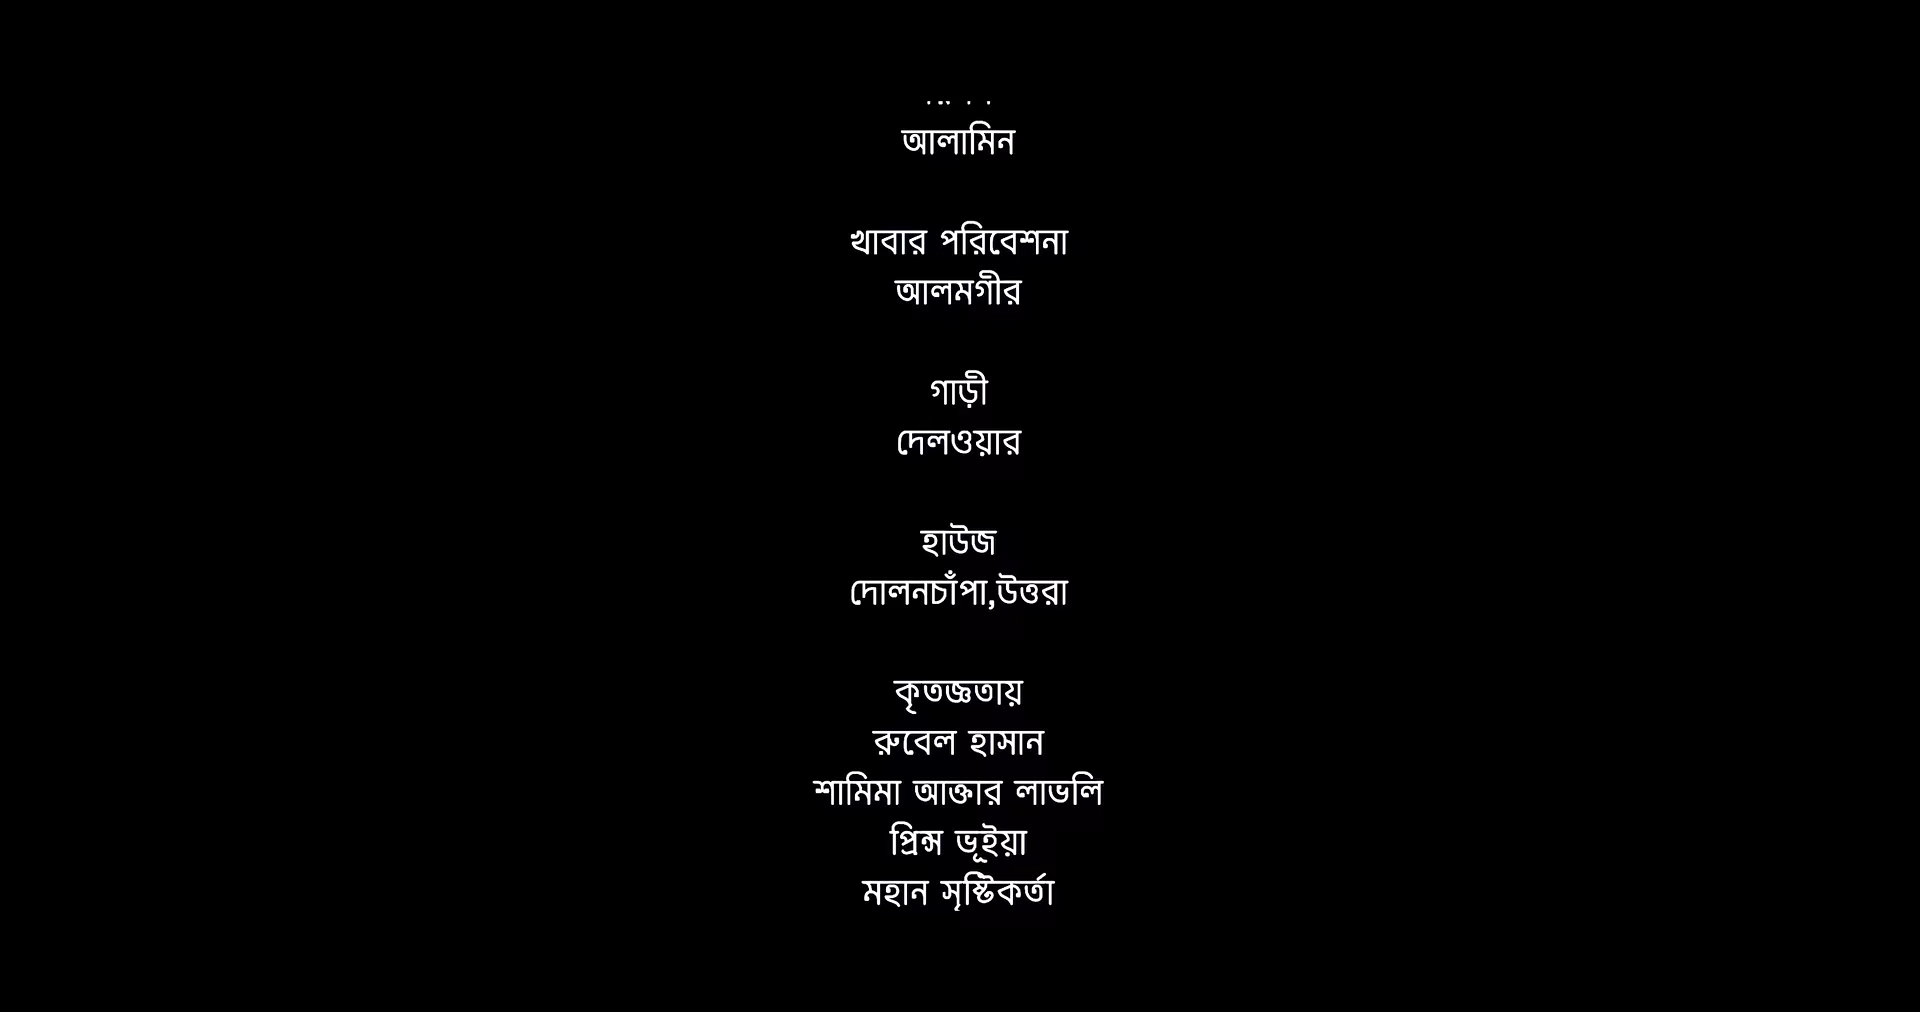 আলামিন
খাবার পরিবেশনা
আলমগীর
গাড়ী
দেলওয়ার
হাউজ
দোলনচাঁপা,উত্তরা
কৃতজ্ঞতায়
রুবেল হাসান
শামিমা আক্তার লাভলি
প্রিন্স ভূইয়া
মহান সৃষ্টিকর্তা